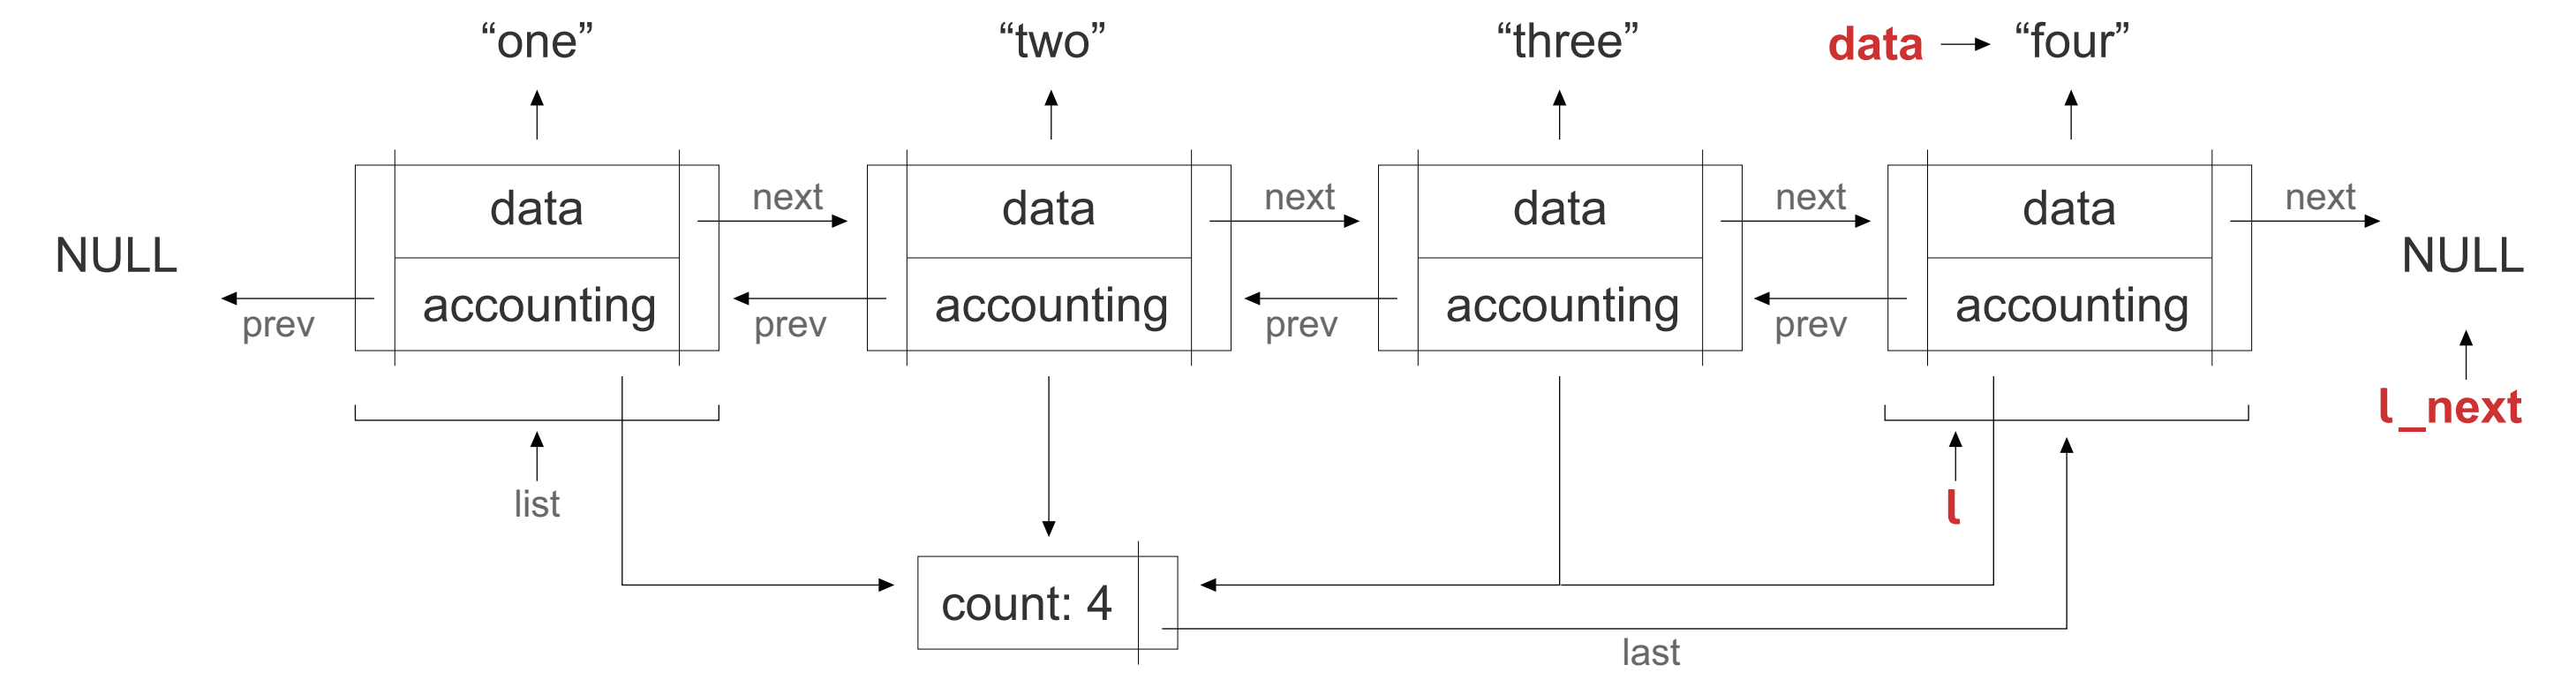 “one”
“two”
“three”
data
“four”
data
next
data
next
data
next
data
next
NULL
NULL
accounting
prev
accounting
prev
accounting
prev
accounting
prev
l_next
list
l
count: 4
last